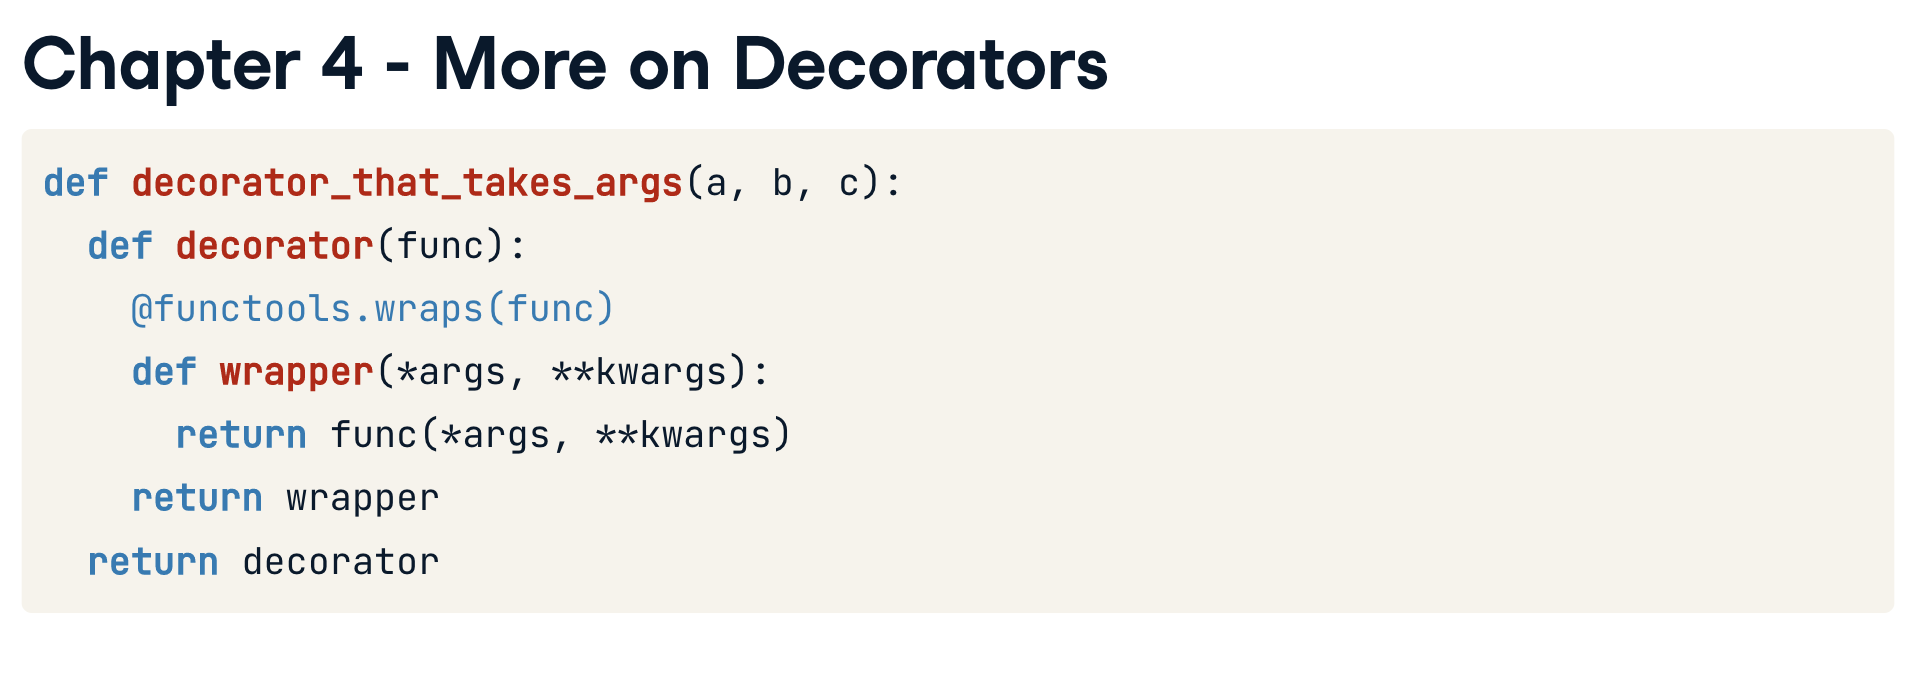 Chapter 4 - More on Decorators
def decorator_that_takes_args(a, b, c):
  def decorator(func):
    @functools.wraps(func)
    def wrapper(*args, **kwargs):
      return func(*args, **kwargs)
    return wrapper
  return decorator